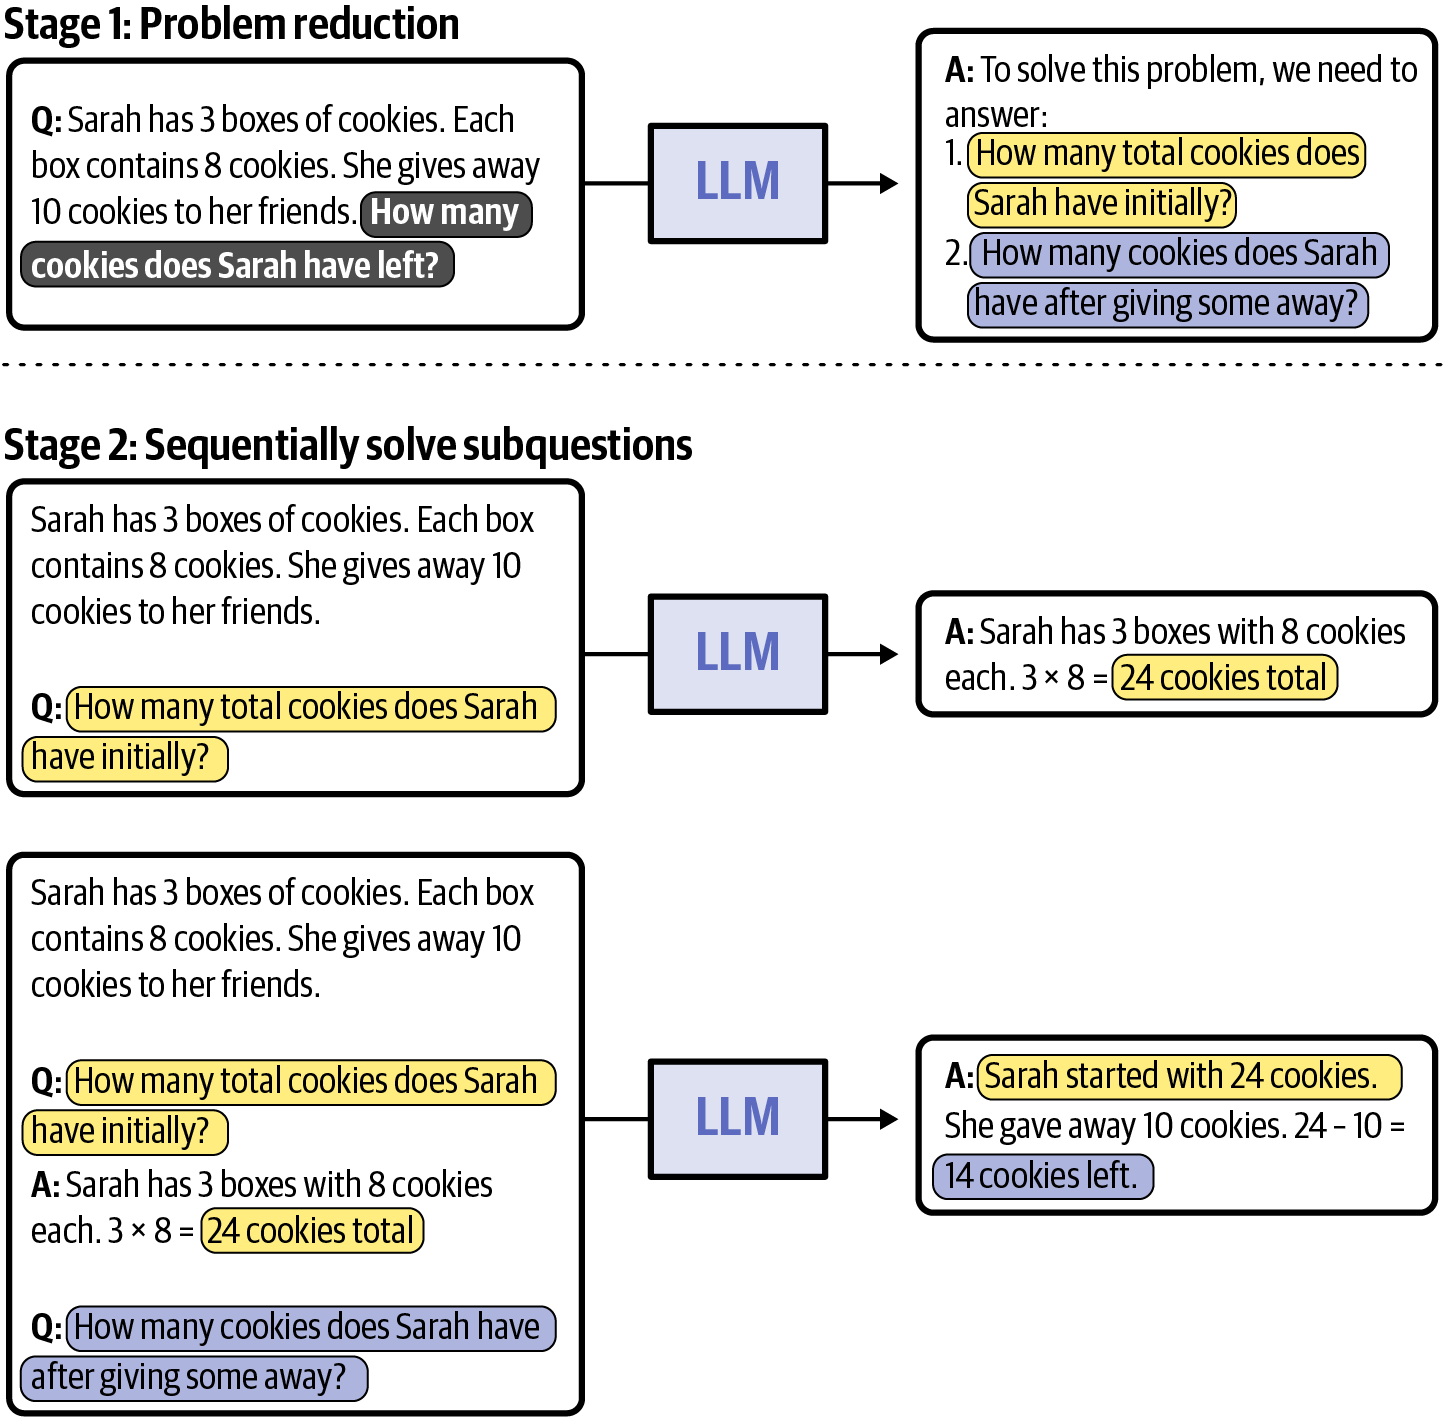 Stage 1: Problem reduction
Q: Sarah has 3 boxes of cookies. Each
box contains 8 cookies. She gives away
10 cookies to her friends. How many
cookies does Sarah have left?
LLM
A: To solve this problem, we need to
answer:
1. How many total cookies does
Sarah have initially?
2. How many cookies does Sarah
have after giving some away?
Stage 2: Sequentially solve subquestions
Sarah has 3 boxes of cookies. Each box
contains 8 cookies. She gives away 10
cookies to her friends.
Q: How many total cookies does Sarah
have initially?
LLM
A: Sarah has 3 boxes with 8 cookies
each. 3 × 8 = 24 cookies total
Sarah has 3 boxes of cookies. Each box
contains 8 cookies. She gives away 10
cookies to her friends.
Q: How many total cookies does Sarah
have initially?
A: Sarah has 3 boxes with 8 cookies
each. 3 × 8 = 24 cookies total
Q: How many cookies does Sarah have
after giving some away?
LLM
A: Sarah started with 24 cookies.
She gave away 10 cookies. 24 – 10 =
14 cookies left.